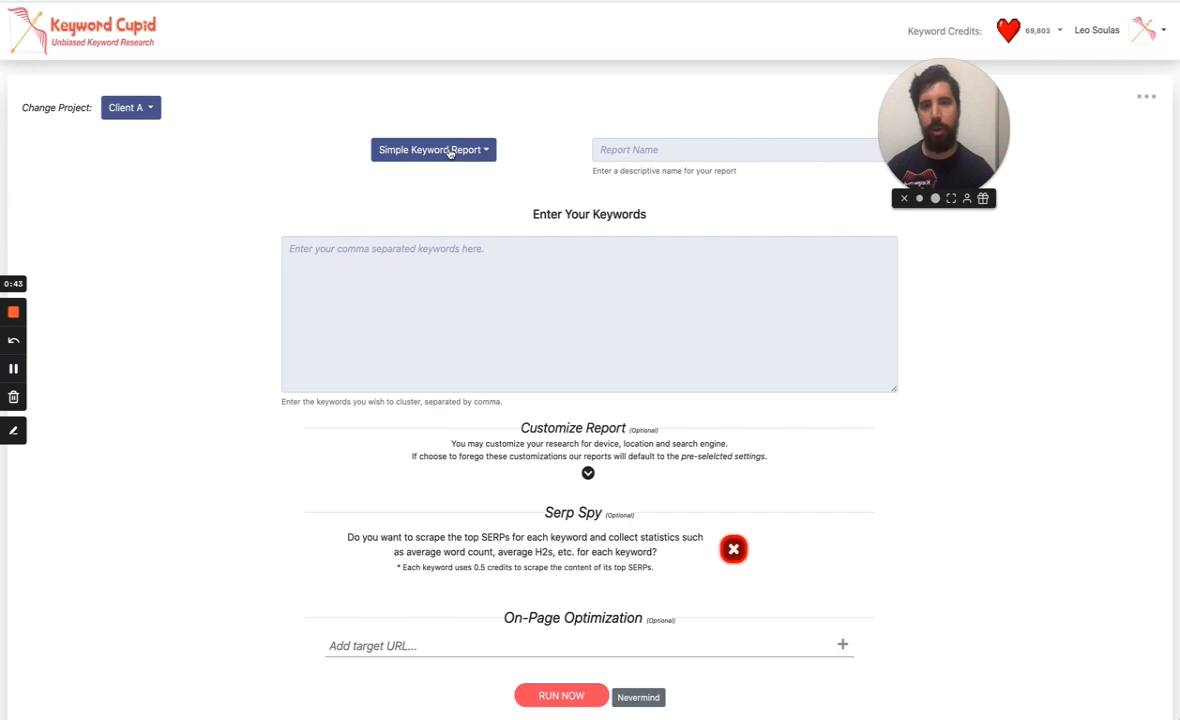 Keyword Cupid
Unbiased Keyword Research
Keyword Credits:
69,803
Leo Soulas
Change Project:
Client A
Simple Keyword Report
Report Name
Enter a descriptive name for your report
Enter Your Keywords
Enter your comma separated keywords here.
0:43
Enter the keywords you wish to cluster, separated by comma.
Customize Report (Optional)
You may customize your research for device, location and search engine.
If choose to forego these customizations our reports will default to the pre-selelcted settings.
Serp Spy (Optional)
Do you want to scrape the top SERPs for each keyword and collect statistics such
as average word count, average H2s, etc. for each keyword?
* Each keyword uses 0.5 credits to scrape the content of its top SERPs.
On-Page Optimization (Optional)
Add target URL...
RUN NOW
Nevermind